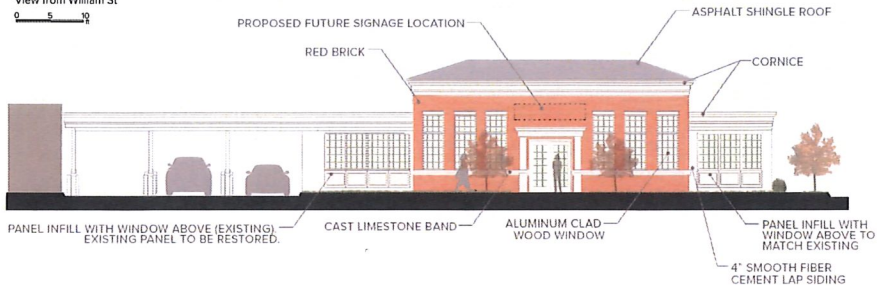 View from William St
0 5 10 ft
PROPOSED FUTURE SIGNAGE LOCATION
ASPHALT SHINGLE ROOF
RED BRICK
CORNICE
PANEL INFILL WITH WINDOW ABOVE (EXISTING).
EXISTING PANEL TO BE RESTORED.
CAST LIMESTONE BAND
ALUMINUM CLAD
WOOD WINDOW
PANEL INFILL WITH
WINDOW ABOVE TO
MATCH EXISTING
4" SMOOTH FIBER
CEMENT LAP SIDING